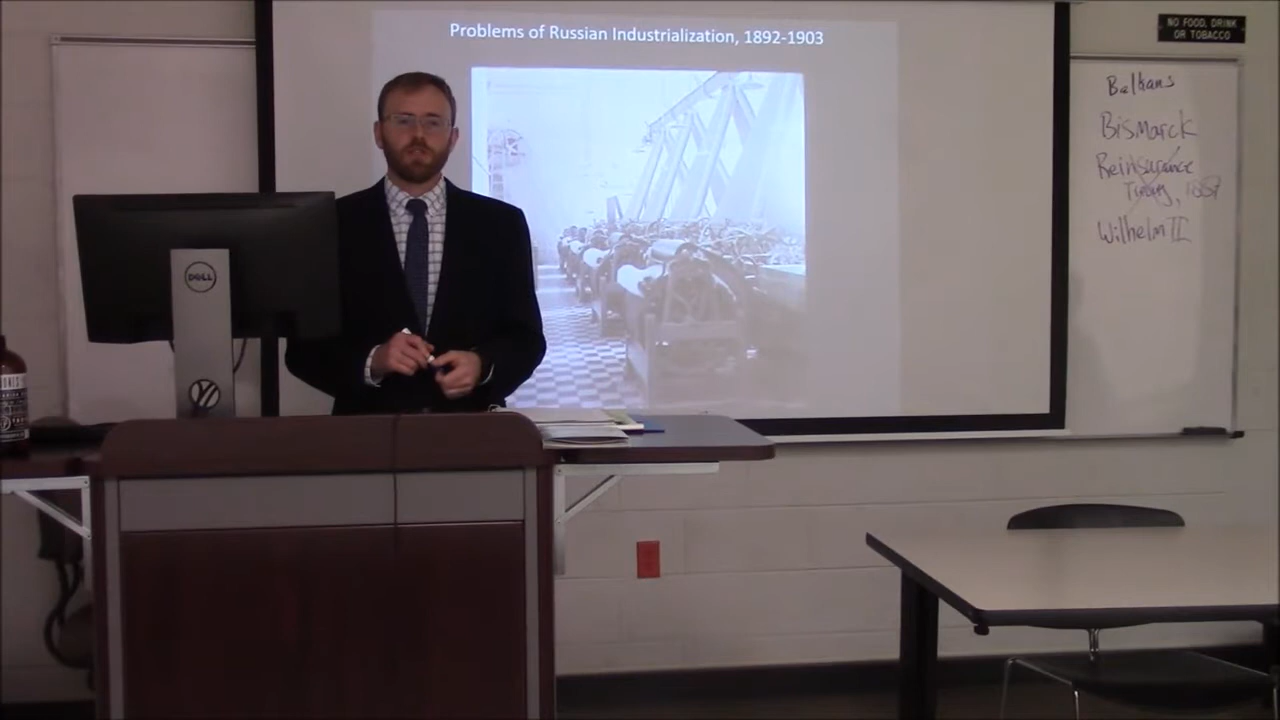 Problems of Russian Industrialization, 1892-1903
NO FOOD, DRINK
OR TOBACCO
Balkans
Bismarck
Reinsurance
Treaty, 1887
Wilhelm II
DELL